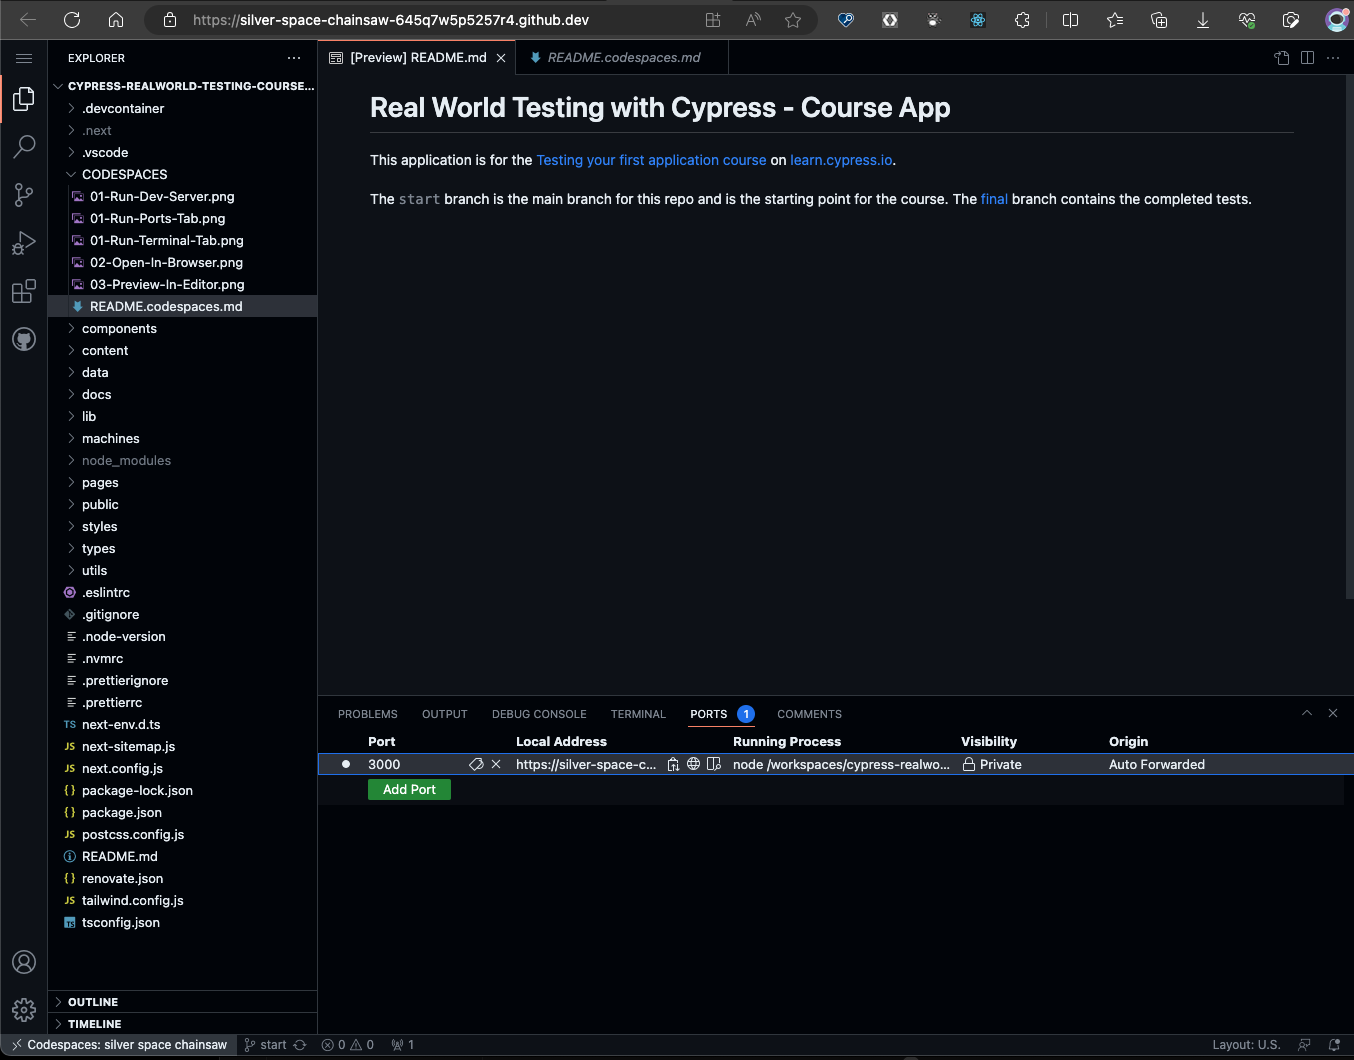 https://silver-space-chainsaw-645q7w5p5257r4.github.dev
EXPLORER
[Preview] README.md
README.codespaces.md
CYPRESS-REALWORLD-TESTING-COURSE...
.devcontainer
.next
.vscode
CODESPACES
01-Run-Dev-Server.png
01-Run-Ports-Tab.png
01-Run-Terminal-Tab.png
02-Open-In-Browser.png
03-Preview-In-Editor.png
README.codespaces.md
components
content
data
docs
lib
machines
node_modules
pages
public
styles
types
utils
.eslintrc
.gitignore
.node-version
.nvmrc
.prettierignore
.prettierrc
TS next-env.d.ts
JS next-sitemap.js
JS next.config.js
{} package-lock.json
{} package.json
JS postcss.config.js
README.md
{} renovate.json
JS tailwind.config.js
TS tsconfig.json
OUTLINE
TIMELINE
Real World Testing with Cypress - Course App
This application is for the Testing your first application course on learn.cypress.io.
The start branch is the main branch for this repo and is the starting point for the course. The final branch contains the completed tests.
PROBLEMS OUTPUT DEBUG CONSOLE TERMINAL PORTS 1 COMMENTS
Port Local Address Running Process Visibility Origin
3000 https://silver-space-c... node /workspaces/cypress-realwo... Private Auto Forwarded
Add Port
Codespaces: silver space chainsaw start 0 0 1 Layout: U.S.